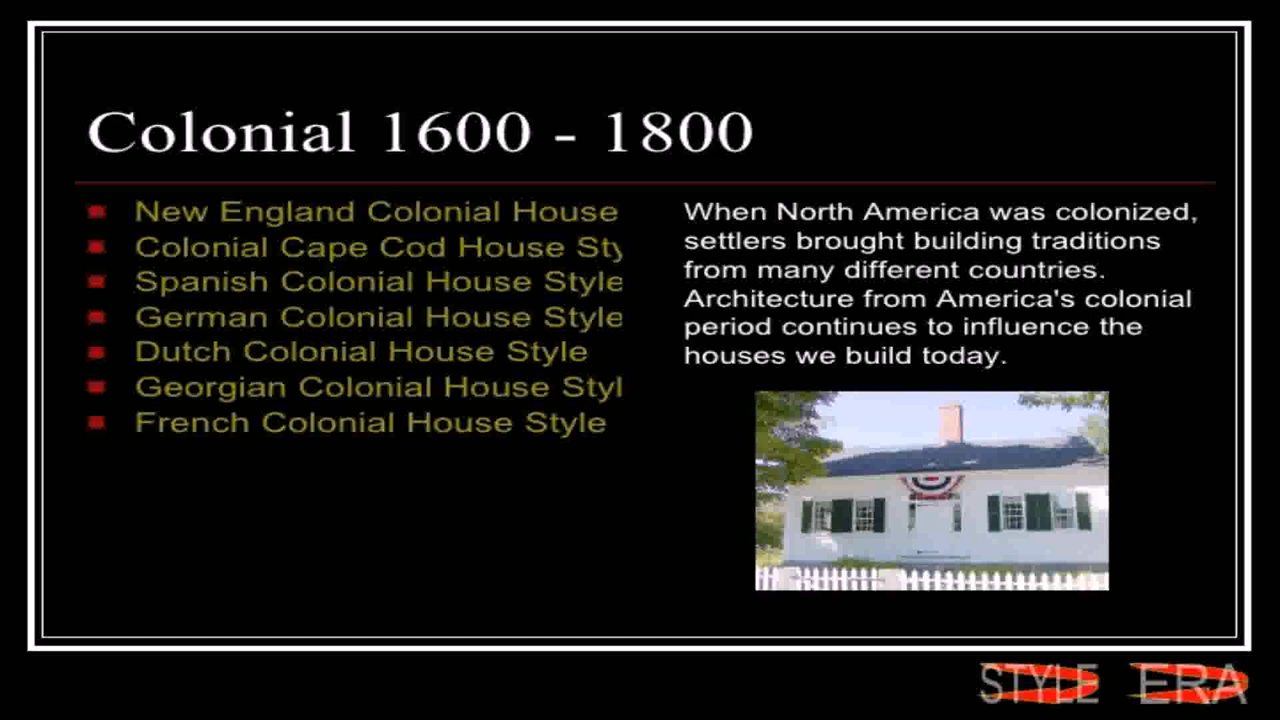 Colonial 1600 - 1800
New England Colonial House
Colonial Cape Cod House Sty
Spanish Colonial House Style
German Colonial House Style
Dutch Colonial House Style
Georgian Colonial House Styl
French Colonial House Style
When North America was colonized,
settlers brought building traditions
from many different countries.
Architecture from America's colonial
period continues to influence the
houses we build today.
STYLE ERA